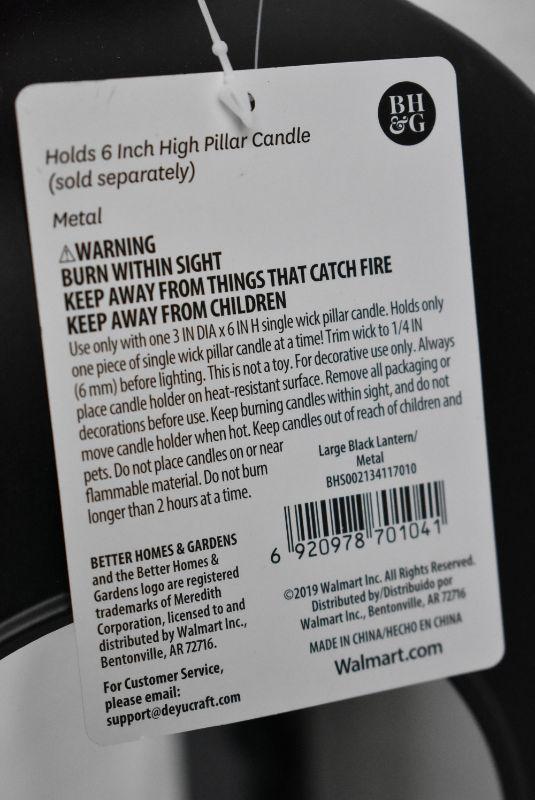 BH
&G
Holds 6 Inch High Pillar Candle
(sold separately)
Metal
⚠WARNING
BURN WITHIN SIGHT
KEEP AWAY FROM THINGS THAT CATCH FIRE
KEEP AWAY FROM CHILDREN
Use only with one 3 IN DIA x 6 IN H single wick pillar candle. Holds only
one piece of single wick pillar candle at a time! Trim wick to 1/4 IN
(6 mm) before lighting. This is not a toy. For decorative use only. Always
place candle holder on heat-resistant surface. Remove all packaging or
decorations before use. Keep burning candles within sight, and do not
move candle holder when hot. Keep candles out of reach of children and
pets. Do not place candles on or near
flammable material. Do not burn
longer than 2 hours at a time.
Large Black Lantern/
Metal
BHS002134117010
6 920978 701041
BETTER HOMES & GARDENS
and the Better Homes &
Gardens logo are registered
trademarks of Meredith
Corporation, licensed to and
distributed by Walmart Inc.,
Bentonville, AR 72716.
For Customer Service,
please email:
support@deyucraft.com
©2019 Walmart Inc. All Rights Reserved.
Distributed by/Distribuido por
Walmart Inc., Bentonville, AR 72716
MADE IN CHINA/HECHO EN CHINA
Walmart.com